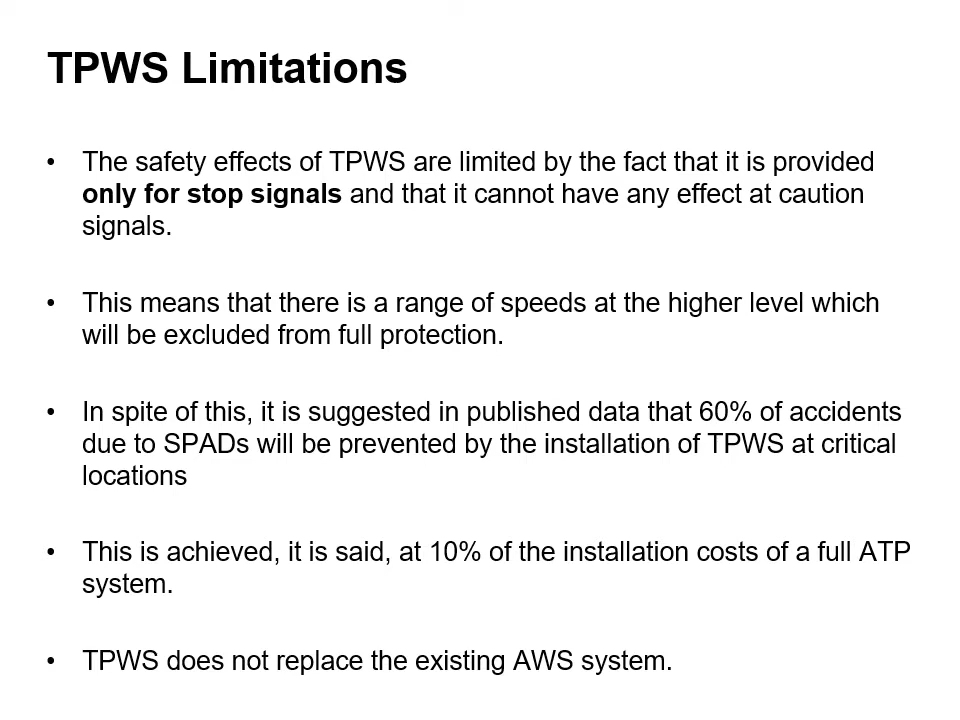 TPWS Limitations
• The safety effects of TPWS are limited by the fact that it is provided
only for stop signals and that it cannot have any effect at caution
signals.
• This means that there is a range of speeds at the higher level which
will be excluded from full protection.
• In spite of this, it is suggested in published data that 60% of accidents
due to SPADs will be prevented by the installation of TPWS at critical
locations
• This is achieved, it is said, at 10% of the installation costs of a full ATP
system.
• TPWS does not replace the existing AWS system.